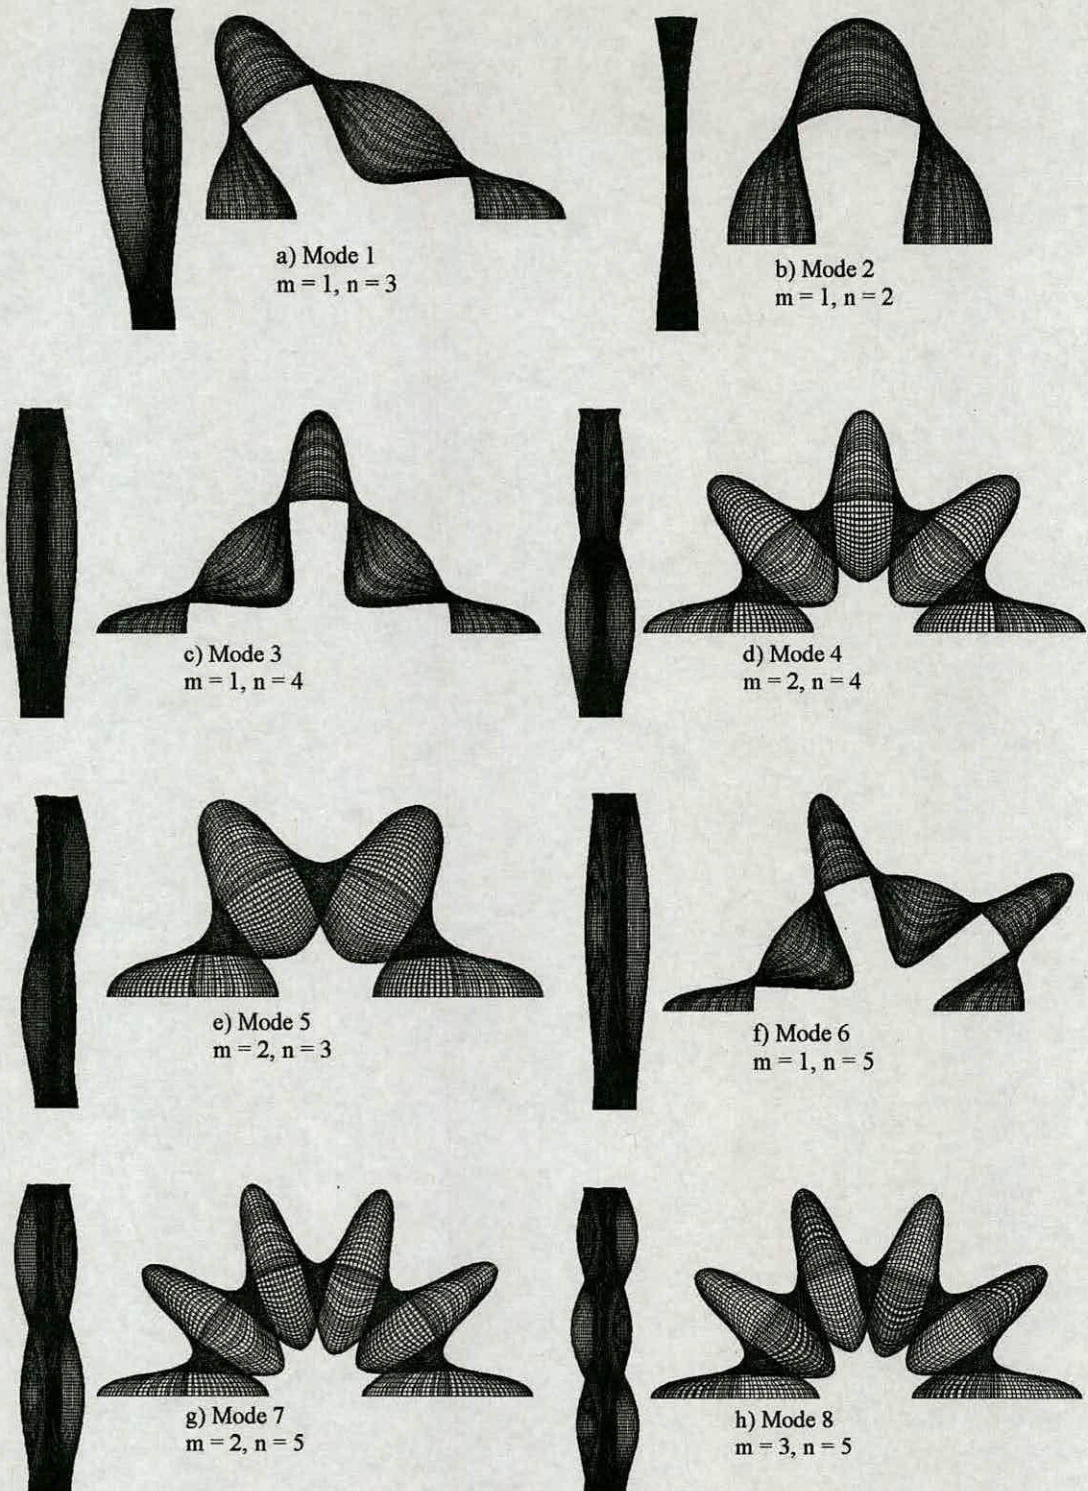 a) Mode 1
m = 1, n = 3
b) Mode 2
m = 1, n = 2
c) Mode 3
m = 1, n = 4
d) Mode 4
m = 2, n = 4
e) Mode 5
m = 2, n = 3
f) Mode 6
m = 1, n = 5
g) Mode 7
m = 2, n = 5
h) Mode 8
m = 3, n = 5